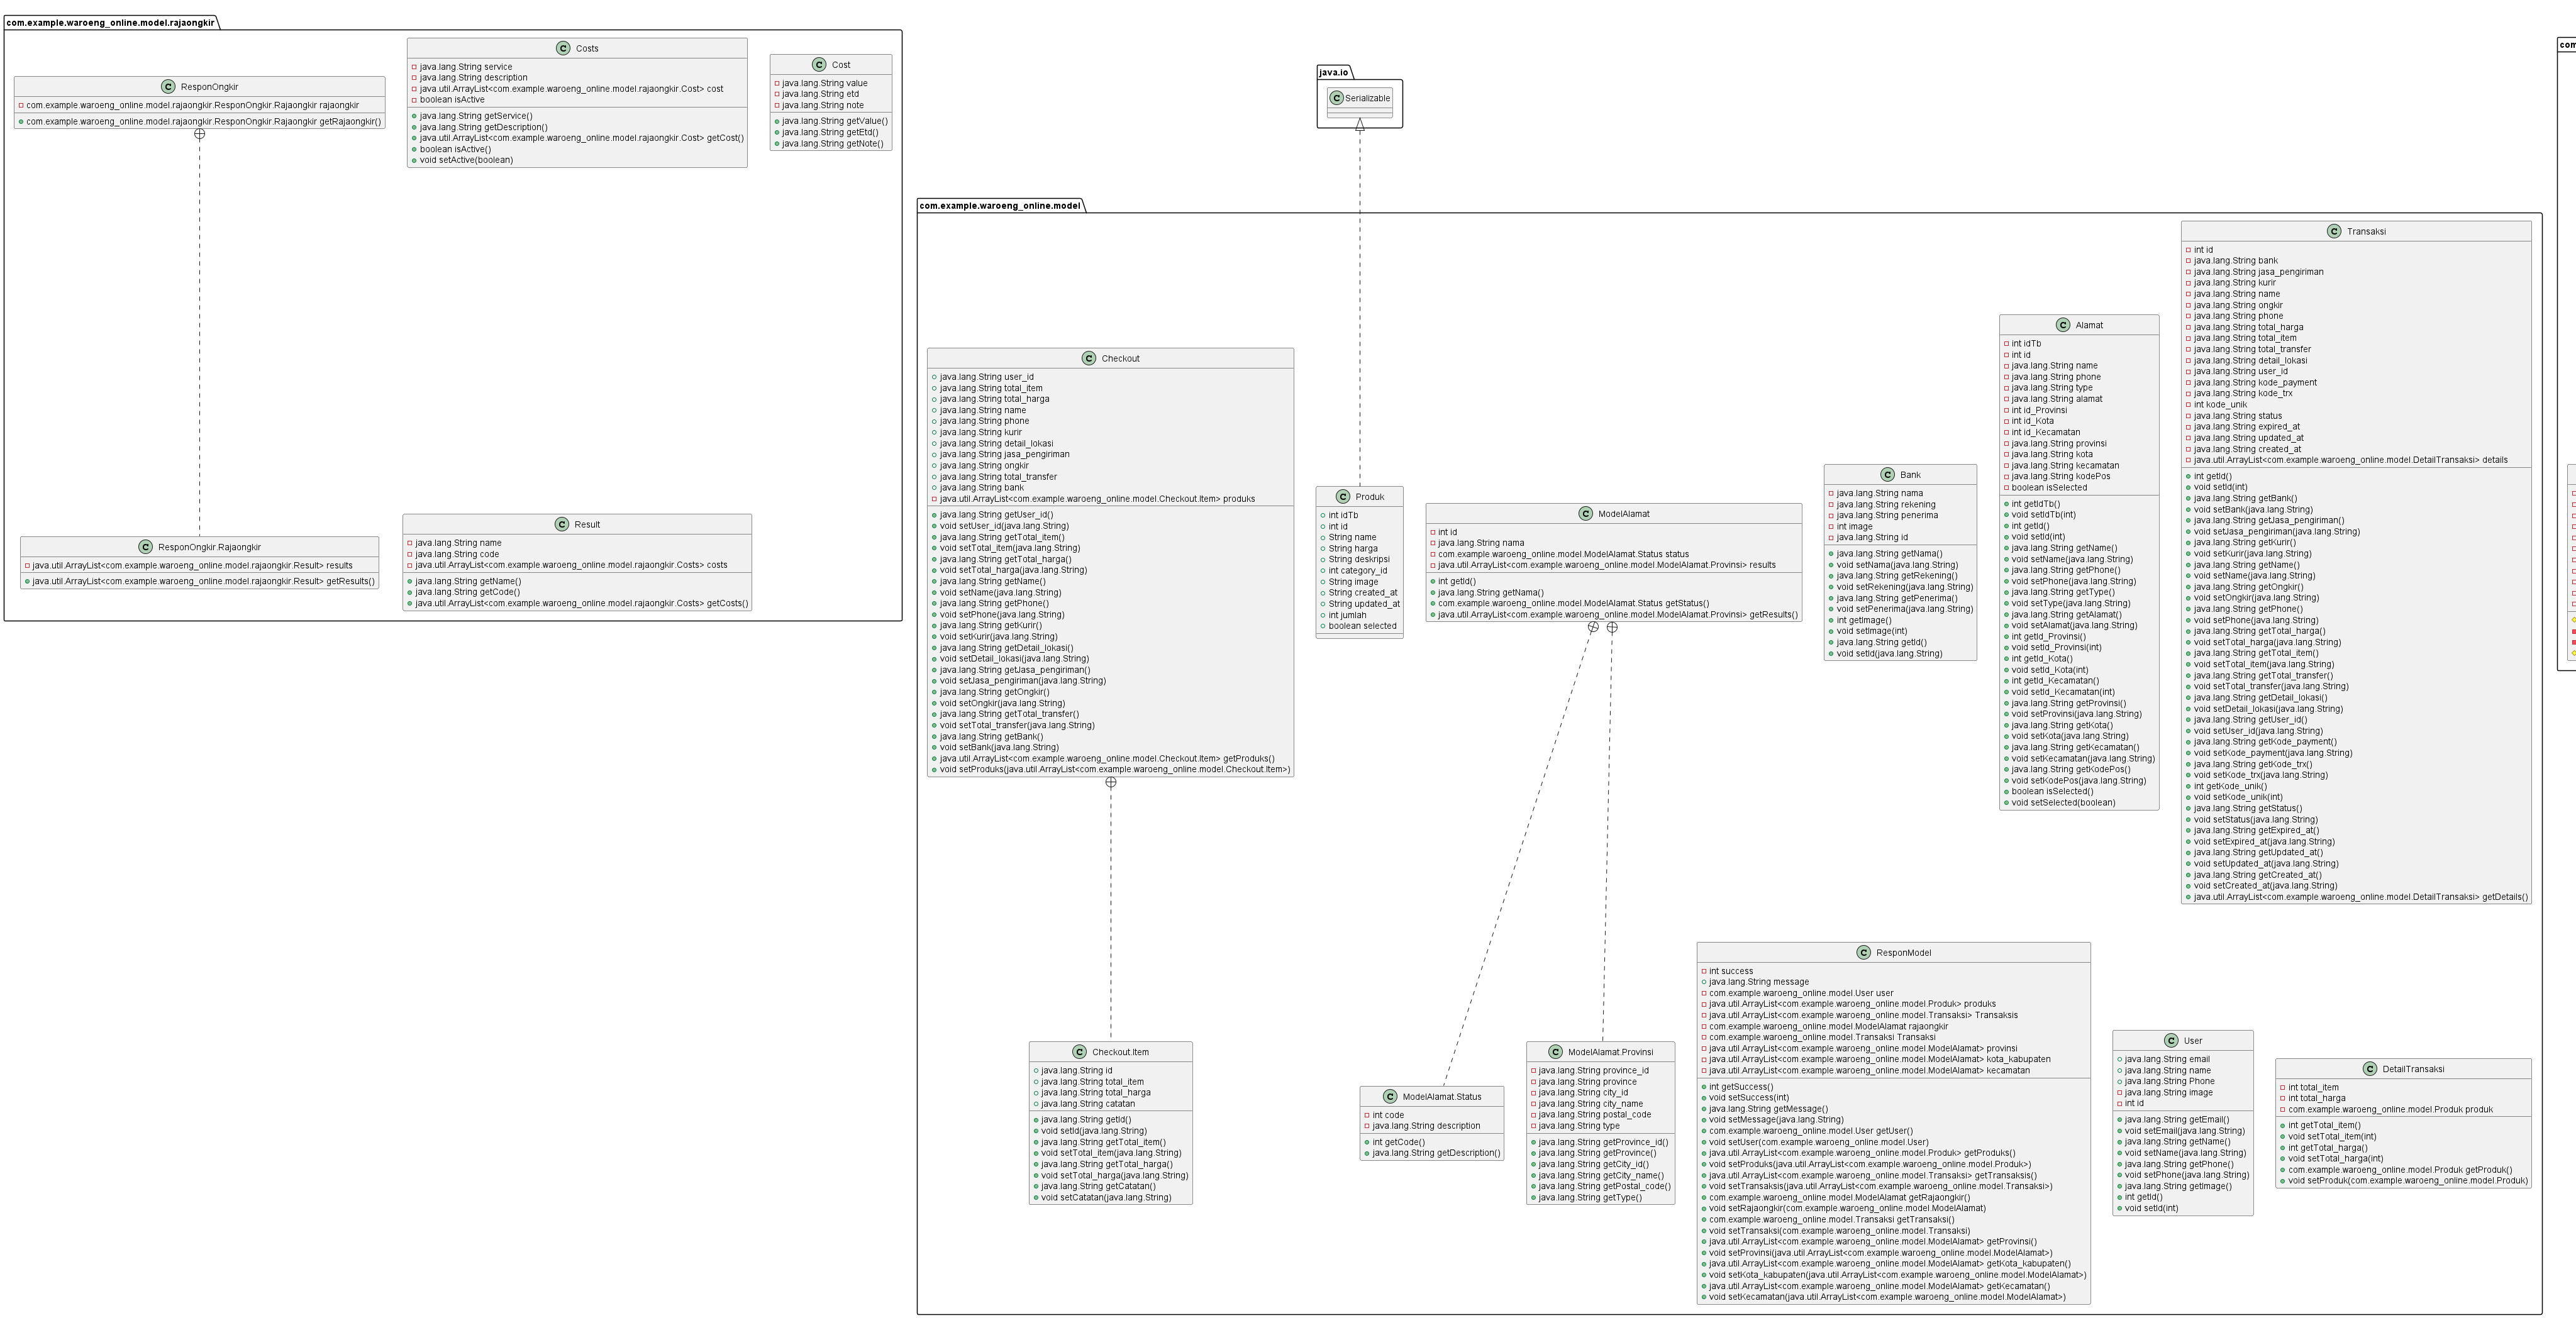 com.example.waroeng_online.model.rajaongkir
ResponOngkir
com.example.waroeng_online.model.rajaongkir.ResponOngkir.Rajaongkir rajaongkir
com.example.waroeng_online.model.rajaongkir.ResponOngkir.Rajaongkir getRajaongkir()
Costs
java.lang.String service
java.lang.String description
java.util.ArrayList<com.example.waroeng_online.model.rajaongkir.Cost> cost
boolean isActive
java.lang.String getService()
java.lang.String getDescription()
java.util.ArrayList<com.example.waroeng_online.model.rajaongkir.Cost> getCost()
boolean isActive()
void setActive(boolean)
Cost
java.lang.String value
java.lang.String etd
java.lang.String note
java.lang.String getValue()
java.lang.String getEtd()
java.lang.String getNote()
ResponOngkir.Rajaongkir
java.util.ArrayList<com.example.waroeng_online.model.rajaongkir.Result> results
java.util.ArrayList<com.example.waroeng_online.model.rajaongkir.Result> getResults()
Result
java.lang.String name
java.lang.String code
java.util.ArrayList<com.example.waroeng_online.model.rajaongkir.Costs> costs
java.lang.String getName()
java.lang.String getCode()
java.util.ArrayList<com.example.waroeng_online.model.rajaongkir.Costs> getCosts()
java.io
Serializable
com.example.waroeng_online.model
Checkout
java.lang.String user_id
java.lang.String total_item
java.lang.String total_harga
java.lang.String name
java.lang.String phone
java.lang.String kurir
java.lang.String detail_lokasi
java.lang.String jasa_pengiriman
java.lang.String ongkir
java.lang.String total_transfer
java.lang.String bank
java.util.ArrayList<com.example.waroeng_online.model.Checkout.Item> produks
java.lang.String getUser_id()
void setUser_id(java.lang.String)
java.lang.String getTotal_item()
void setTotal_item(java.lang.String)
java.lang.String getTotal_harga()
void setTotal_harga(java.lang.String)
java.lang.String getName()
void setName(java.lang.String)
java.lang.String getPhone()
void setPhone(java.lang.String)
java.lang.String getKurir()
void setKurir(java.lang.String)
java.lang.String getDetail_lokasi()
void setDetail_lokasi(java.lang.String)
java.lang.String getJasa_pengiriman()
void setJasa_pengiriman(java.lang.String)
java.lang.String getOngkir()
void setOngkir(java.lang.String)
java.lang.String getTotal_transfer()
void setTotal_transfer(java.lang.String)
java.lang.String getBank()
void setBank(java.lang.String)
java.util.ArrayList<com.example.waroeng_online.model.Checkout.Item> getProduks()
void setProduks(java.util.ArrayList<com.example.waroeng_online.model.Checkout.Item>)
Produk
int idTb
int id
String name
String harga
String deskripsi
int category_id
String image
String created_at
String updated_at
int jumlah
boolean selected
ModelAlamat
int id
java.lang.String nama
com.example.waroeng_online.model.ModelAlamat.Status status
java.util.ArrayList<com.example.waroeng_online.model.ModelAlamat.Provinsi> results
int getId()
java.lang.String getNama()
com.example.waroeng_online.model.ModelAlamat.Status getStatus()
java.util.ArrayList<com.example.waroeng_online.model.ModelAlamat.Provinsi> getResults()
Bank
java.lang.String nama
java.lang.String rekening
java.lang.String penerima
int image
java.lang.String id
java.lang.String getNama()
void setNama(java.lang.String)
java.lang.String getRekening()
void setRekening(java.lang.String)
java.lang.String getPenerima()
void setPenerima(java.lang.String)
int getImage()
void setImage(int)
java.lang.String getId()
void setId(java.lang.String)
Alamat
int idTb
int id
java.lang.String name
java.lang.String phone
java.lang.String type
java.lang.String alamat
int id_Provinsi
int id_Kota
int id_Kecamatan
java.lang.String provinsi
java.lang.String kota
java.lang.String kecamatan
java.lang.String kodePos
boolean isSelected
int getIdTb()
void setIdTb(int)
int getId()
void setId(int)
java.lang.String getName()
void setName(java.lang.String)
java.lang.String getPhone()
void setPhone(java.lang.String)
java.lang.String getType()
void setType(java.lang.String)
java.lang.String getAlamat()
void setAlamat(java.lang.String)
int getId_Provinsi()
void setId_Provinsi(int)
int getId_Kota()
void setId_Kota(int)
int getId_Kecamatan()
void setId_Kecamatan(int)
java.lang.String getProvinsi()
void setProvinsi(java.lang.String)
java.lang.String getKota()
void setKota(java.lang.String)
java.lang.String getKecamatan()
void setKecamatan(java.lang.String)
java.lang.String getKodePos()
void setKodePos(java.lang.String)
boolean isSelected()
void setSelected(boolean)
Transaksi
int id
java.lang.String bank
java.lang.String jasa_pengiriman
java.lang.String kurir
java.lang.String name
java.lang.String ongkir
java.lang.String phone
java.lang.String total_harga
java.lang.String total_item
java.lang.String total_transfer
java.lang.String detail_lokasi
java.lang.String user_id
java.lang.String kode_payment
java.lang.String kode_trx
int kode_unik
java.lang.String status
java.lang.String expired_at
java.lang.String updated_at
java.lang.String created_at
java.util.ArrayList<com.example.waroeng_online.model.DetailTransaksi> details
int getId()
void setId(int)
java.lang.String getBank()
void setBank(java.lang.String)
java.lang.String getJasa_pengiriman()
void setJasa_pengiriman(java.lang.String)
java.lang.String getKurir()
void setKurir(java.lang.String)
java.lang.String getName()
void setName(java.lang.String)
java.lang.String getOngkir()
void setOngkir(java.lang.String)
java.lang.String getPhone()
void setPhone(java.lang.String)
java.lang.String getTotal_harga()
void setTotal_harga(java.lang.String)
java.lang.String getTotal_item()
void setTotal_item(java.lang.String)
java.lang.String getTotal_transfer()
void setTotal_transfer(java.lang.String)
java.lang.String getDetail_lokasi()
void setDetail_lokasi(java.lang.String)
java.lang.String getUser_id()
void setUser_id(java.lang.String)
java.lang.String getKode_payment()
void setKode_payment(java.lang.String)
java.lang.String getKode_trx()
void setKode_trx(java.lang.String)
int getKode_unik()
void setKode_unik(int)
java.lang.String getStatus()
void setStatus(java.lang.String)
java.lang.String getExpired_at()
void setExpired_at(java.lang.String)
java.lang.String getUpdated_at()
void setUpdated_at(java.lang.String)
java.lang.String getCreated_at()
void setCreated_at(java.lang.String)
java.util.ArrayList<com.example.waroeng_online.model.DetailTransaksi> getDetails()
Checkout.Item
java.lang.String id
java.lang.String total_item
java.lang.String total_harga
java.lang.String catatan
java.lang.String getId()
void setId(java.lang.String)
java.lang.String getTotal_item()
void setTotal_item(java.lang.String)
java.lang.String getTotal_harga()
void setTotal_harga(java.lang.String)
java.lang.String getCatatan()
void setCatatan(java.lang.String)
ModelAlamat.Status
int code
java.lang.String description
int getCode()
java.lang.String getDescription()
ModelAlamat.Provinsi
java.lang.String province_id
java.lang.String province
java.lang.String city_id
java.lang.String city_name
java.lang.String postal_code
java.lang.String type
java.lang.String getProvince_id()
java.lang.String getProvince()
java.lang.String getCity_id()
java.lang.String getCity_name()
java.lang.String getPostal_code()
java.lang.String getType()
ResponModel
int success
java.lang.String message
com.example.waroeng_online.model.User user
java.util.ArrayList<com.example.waroeng_online.model.Produk> produks
java.util.ArrayList<com.example.waroeng_online.model.Transaksi> Transaksis
com.example.waroeng_online.model.ModelAlamat rajaongkir
com.example.waroeng_online.model.Transaksi Transaksi
java.util.ArrayList<com.example.waroeng_online.model.ModelAlamat> provinsi
java.util.ArrayList<com.example.waroeng_online.model.ModelAlamat> kota_kabupaten
java.util.ArrayList<com.example.waroeng_online.model.ModelAlamat> kecamatan
int getSuccess()
void setSuccess(int)
java.lang.String getMessage()
void setMessage(java.lang.String)
com.example.waroeng_online.model.User getUser()
void setUser(com.example.waroeng_online.model.User)
java.util.ArrayList<com.example.waroeng_online.model.Produk> getProduks()
void setProduks(java.util.ArrayList<com.example.waroeng_online.model.Produk>)
java.util.ArrayList<com.example.waroeng_online.model.Transaksi> getTransaksis()
void setTransaksis(java.util.ArrayList<com.example.waroeng_online.model.Transaksi>)
com.example.waroeng_online.model.ModelAlamat getRajaongkir()
void setRajaongkir(com.example.waroeng_online.model.ModelAlamat)
com.example.waroeng_online.model.Transaksi getTransaksi()
void setTransaksi(com.example.waroeng_online.model.Transaksi)
java.util.ArrayList<com.example.waroeng_online.model.ModelAlamat> getProvinsi()
void setProvinsi(java.util.ArrayList<com.example.waroeng_online.model.ModelAlamat>)
java.util.ArrayList<com.example.waroeng_online.model.ModelAlamat> getKota_kabupaten()
void setKota_kabupaten(java.util.ArrayList<com.example.waroeng_online.model.ModelAlamat>)
java.util.ArrayList<com.example.waroeng_online.model.ModelAlamat> getKecamatan()
void setKecamatan(java.util.ArrayList<com.example.waroeng_online.model.ModelAlamat>)
User
java.lang.String email
java.lang.String name
java.lang.String Phone
java.lang.String image
int id
java.lang.String getEmail()
void setEmail(java.lang.String)
java.lang.String getName()
void setName(java.lang.String)
java.lang.String getPhone()
void setPhone(java.lang.String)
java.lang.String getImage()
int getId()
void setId(int)
DetailTransaksi
int total_item
int total_harga
com.example.waroeng_online.model.Produk produk
int getTotal_item()
void setTotal_item(int)
int getTotal_harga()
void setTotal_harga(int)
com.example.waroeng_online.model.Produk getProduk()
void setProduk(com.example.waroeng_online.model.Produk)